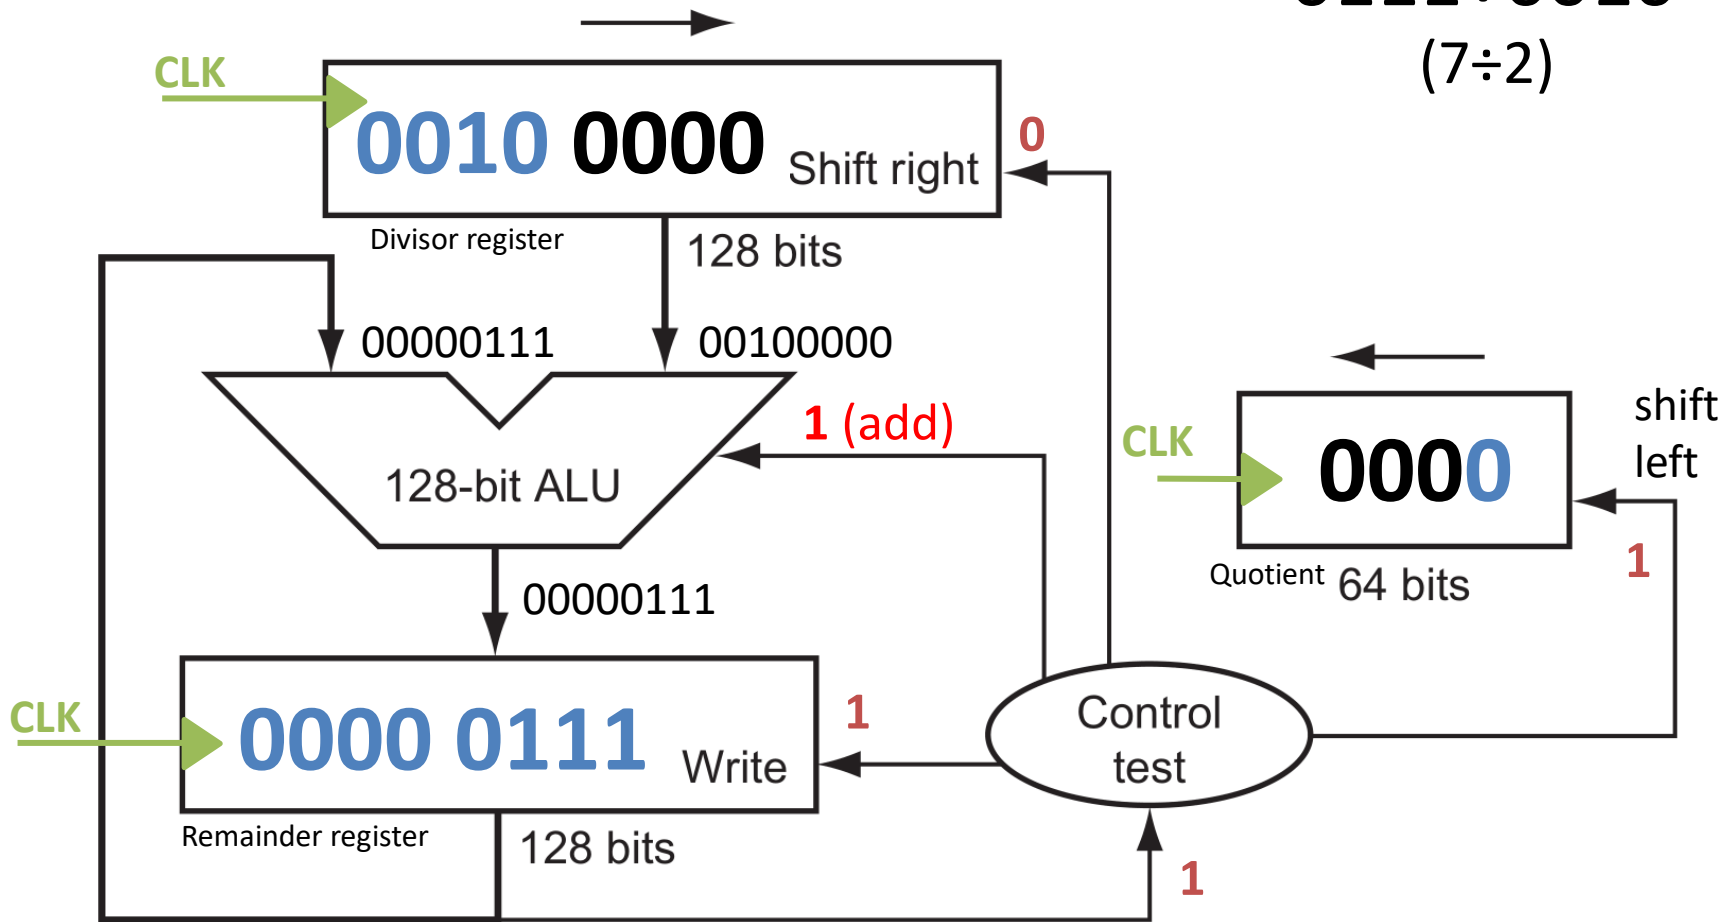 (7÷2)
CLK
0010 0000
Shift right
0
Divisor register
128 bits
00000111
00100000
1 (add)
128-bit ALU
CLK
0000
shift
left
1
Quotient
64 bits
00000111
CLK
0000 0111
Write
1
Control
test
Remainder register
128 bits
1